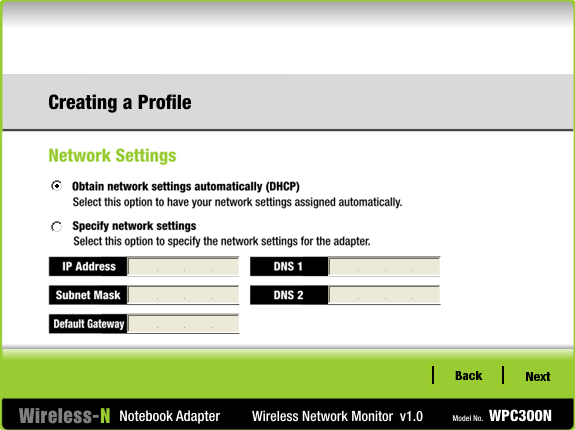 Creating a Profile
Network Settings
Obtain network settings automatically (DHCP)
Select this option to have your network settings assigned automatically.
Specify network settings
Select this option to specify the network settings for the adapter.
IP Address . . . DNS 1 . . .
Subnet Mask . . . DNS 2 . . .
Default Gateway . . .
Back Next
Wireless-N Notebook Adapter Wireless Network Monitor v1.0 Model No. WPC300N